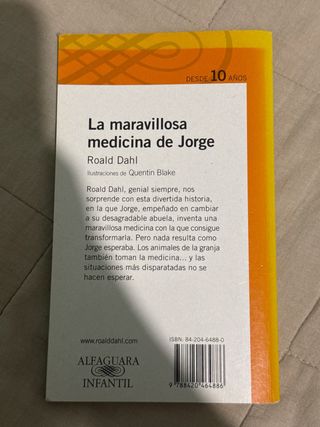 DESDE 10 AÑOS
La maravillosa
medicina de Jorge
Roald Dahl
Ilustraciones de Quentin Blake
Roald Dahl, genial siempre, nos
sorprende con esta divertida historia,
en la que Jorge, empeñado en cambiar
a su desagradable abuela, inventa una
maravillosa medicina con la que consigue
transformarla. Pero nada resulta como
Jorge esperaba. Los animales de la granja
también toman la medicina... y las
situaciones más disparatadas no se
hacen esperar.
www.roalddahl.com
ALFAGUARA
INFANTIL
ISBN: 84-204-6488-0
9 788420 464886